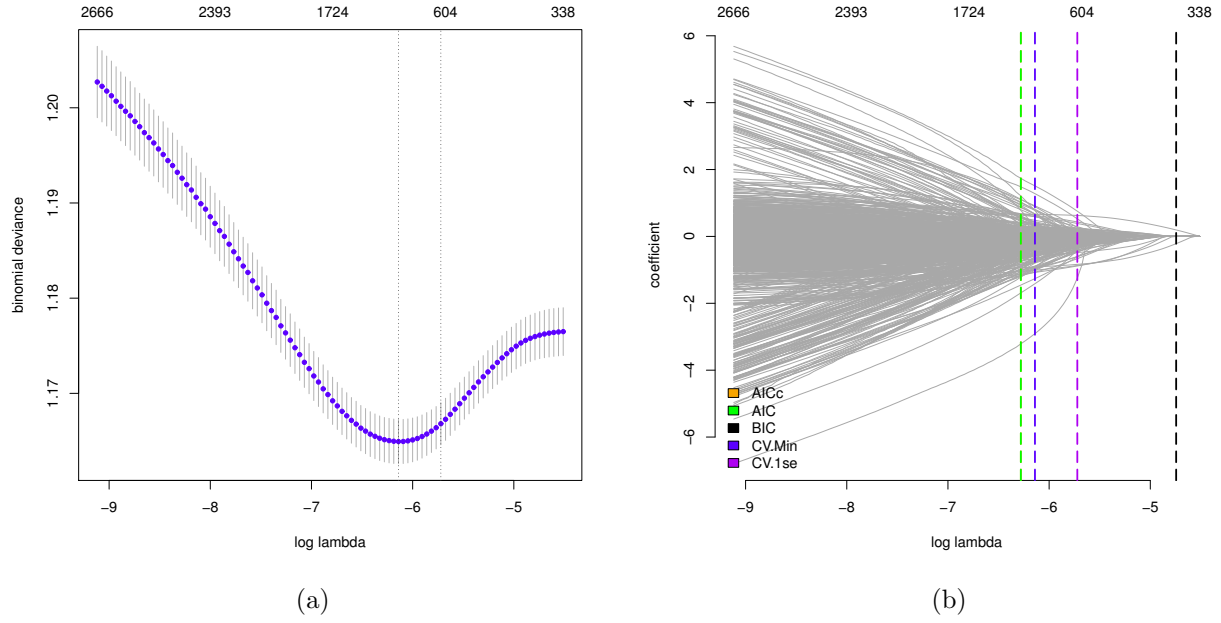 2666 2393 1724 604 338
1.20
1.19
1.18
1.17
binomial deviance
−9 −8 −7 −6 −5
log lambda
(a)
2666 2393 1724 604 338
6
4
2
0
−2
−4
−6
coefficient
AICc
AIC
BIC
CV.Min
CV.1se
−9 −8 −7 −6 −5
log lambda
(b)